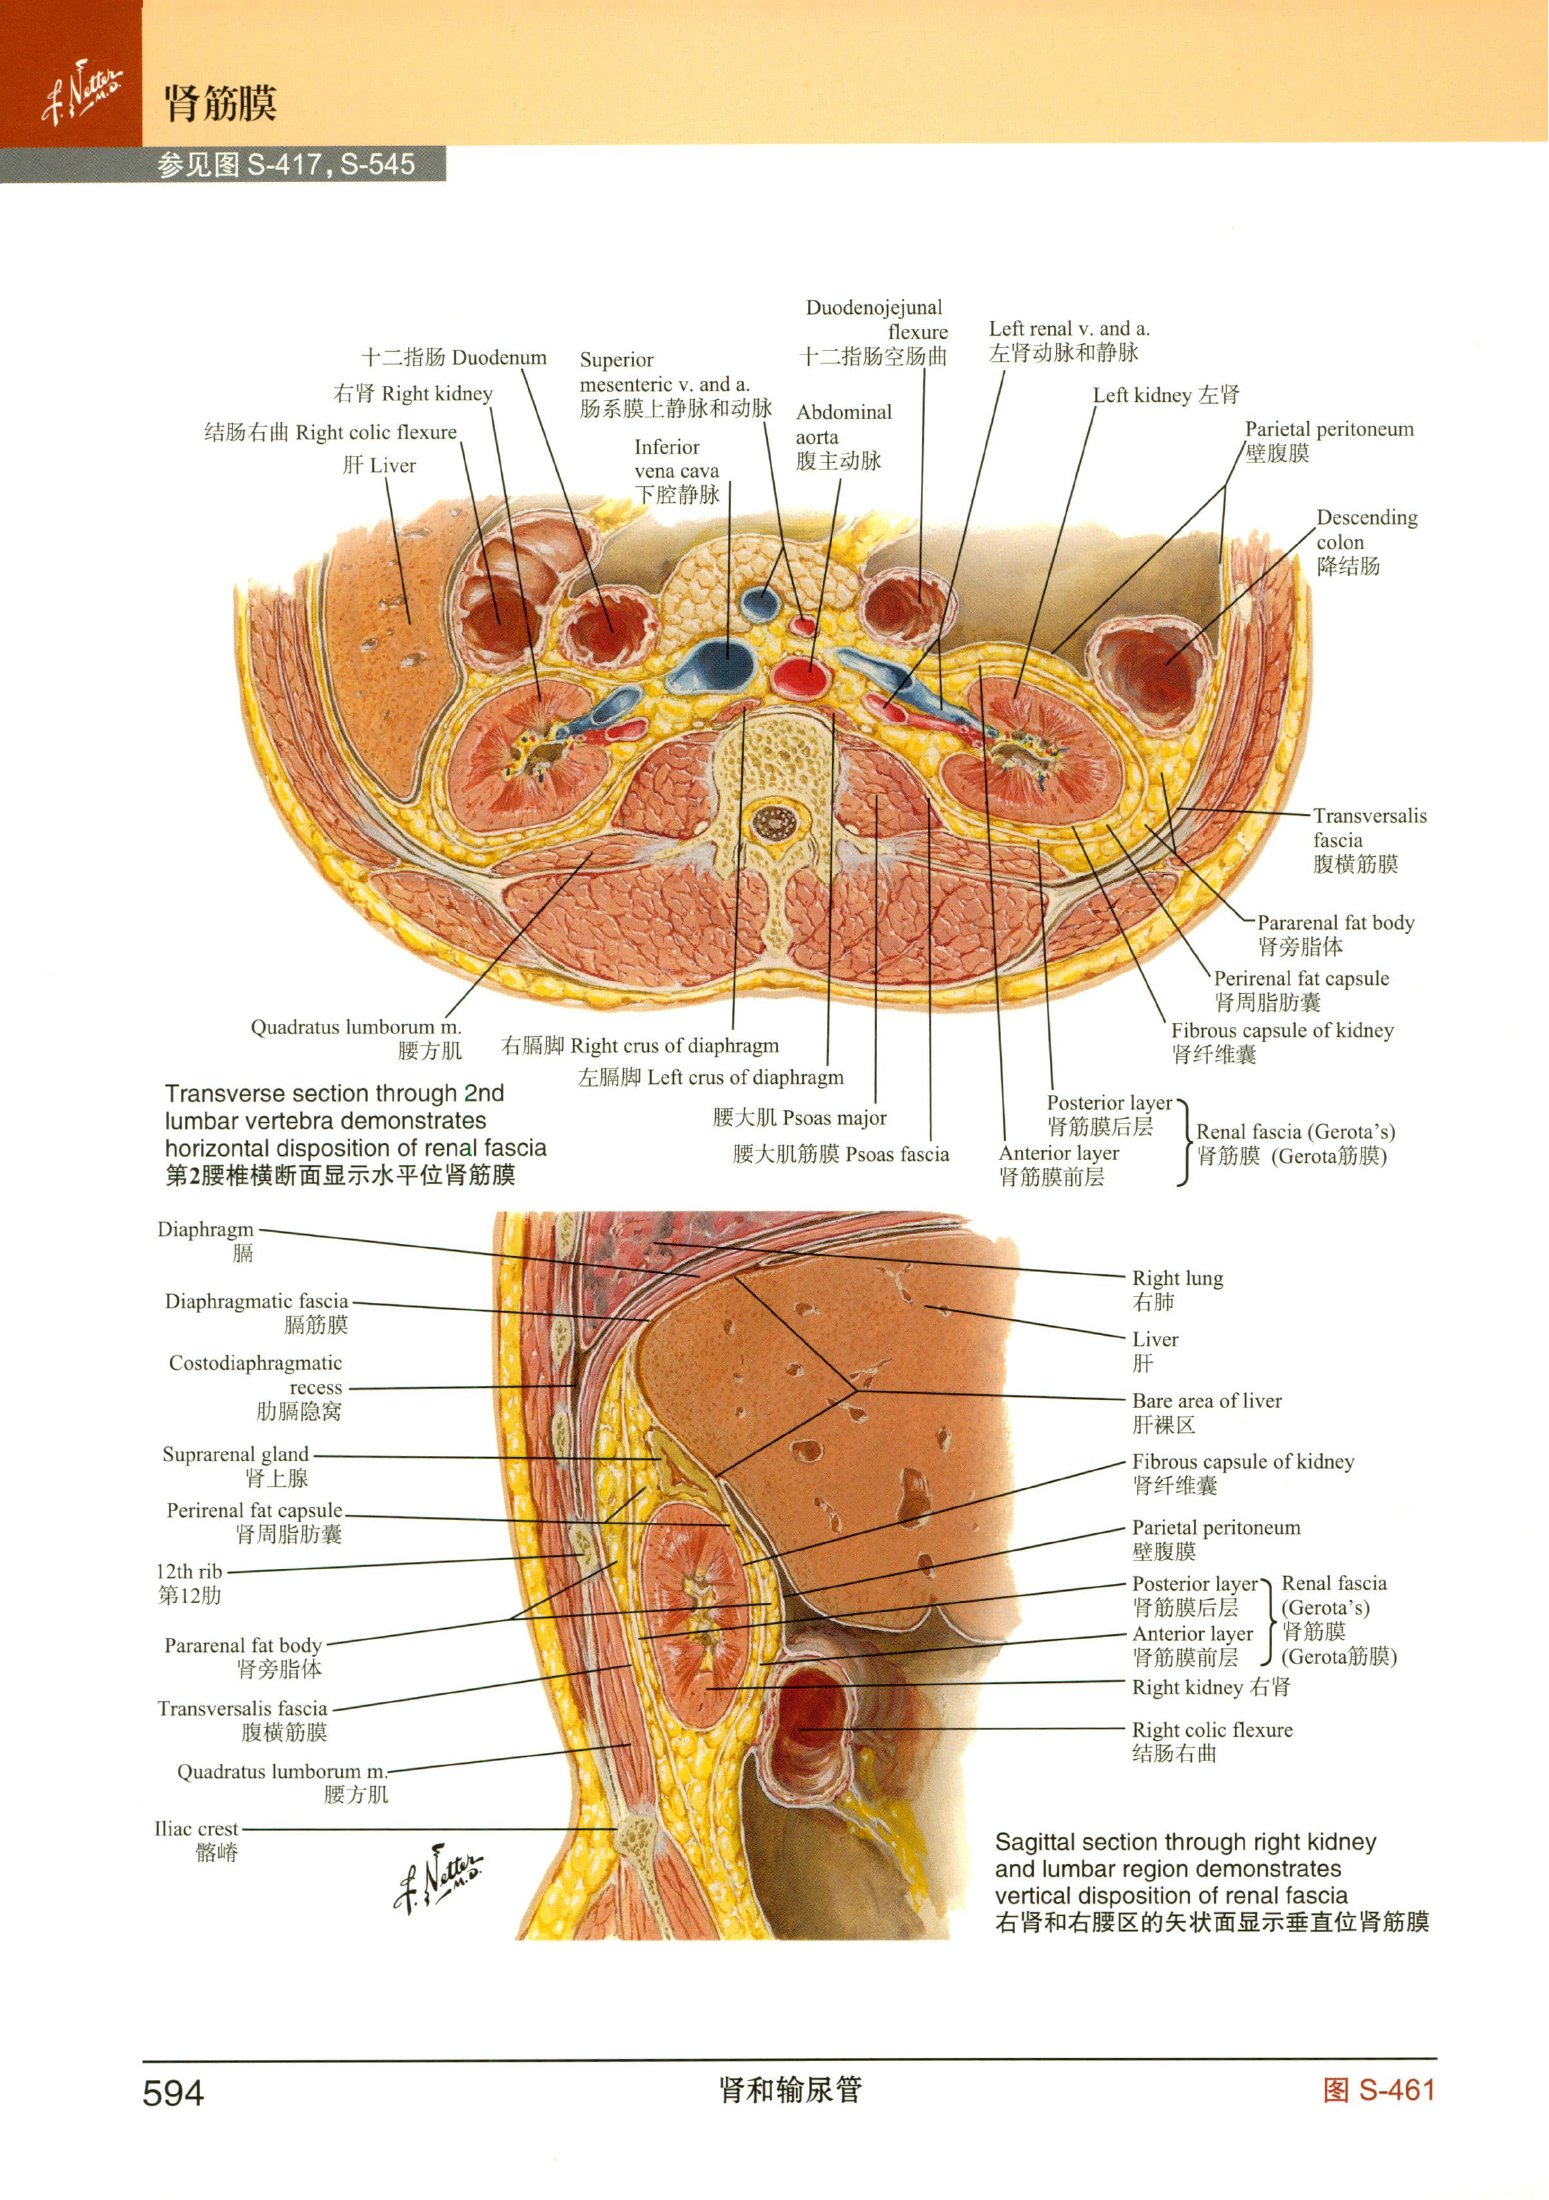 F. Netter M.D.
肾筋膜
参见图 S-417, S-545
Duodenojejunal
flexure
十二指肠空肠曲
Left renal v. and a.
左肾动脉和静脉
十二指肠 Duodenum
Superior
mesenteric v. and a.
肠系膜上静脉和动脉
右肾 Right kidney
Left kidney 左肾
Abdominal
aorta
腹主动脉
结肠右曲 Right colic flexure
Parietal peritoneum
壁腹膜
Inferior
vena cava
下腔静脉
肝 Liver
Descending
colon
降结肠
Transversalis
fascia
腹横筋膜
Pararenal fat body
肾旁脂体
Perirenal fat capsule
肾周脂肪囊
Fibrous capsule of kidney
肾纤维囊
Quadratus lumborum m.
腰方肌
右膈脚 Right crus of diaphragm
左膈脚 Left crus of diaphragm
腰大肌 Psoas major
腰大肌筋膜 Psoas fascia
Posterior layer
肾筋膜后层
Anterior layer
肾筋膜前层
Renal fascia (Gerota's)
肾筋膜 (Gerota筋膜)
Transverse section through 2nd
lumbar vertebra demonstrates
horizontal disposition of renal fascia
第2腰椎横断面显示水平位肾筋膜
Diaphragm
膈
Diaphragmatic fascia
膈筋膜
Costodiaphragmatic
recess
肋膈隐窝
Suprarenal gland
肾上腺
Perirenal fat capsule
肾周脂肪囊
12th rib
第12肋
Pararenal fat body
肾旁脂体
Transversalis fascia
腹横筋膜
Quadratus lumborum m.
腰方肌
Iliac crest
髂嵴
Right lung
右肺
Liver
肝
Bare area of liver
肝裸区
Fibrous capsule of kidney
肾纤维囊
Parietal peritoneum
壁腹膜
Posterior layer
肾筋膜后层
Anterior layer
肾筋膜前层
Renal fascia
(Gerota's)
肾筋膜
(Gerota筋膜)
Right kidney 右肾
Right colic flexure
结肠右曲
F. Netter M.D.
Sagittal section through right kidney
and lumbar region demonstrates
vertical disposition of renal fascia
右肾和右腰区的矢状面显示垂直位肾筋膜
594
肾和输尿管
图 S-461